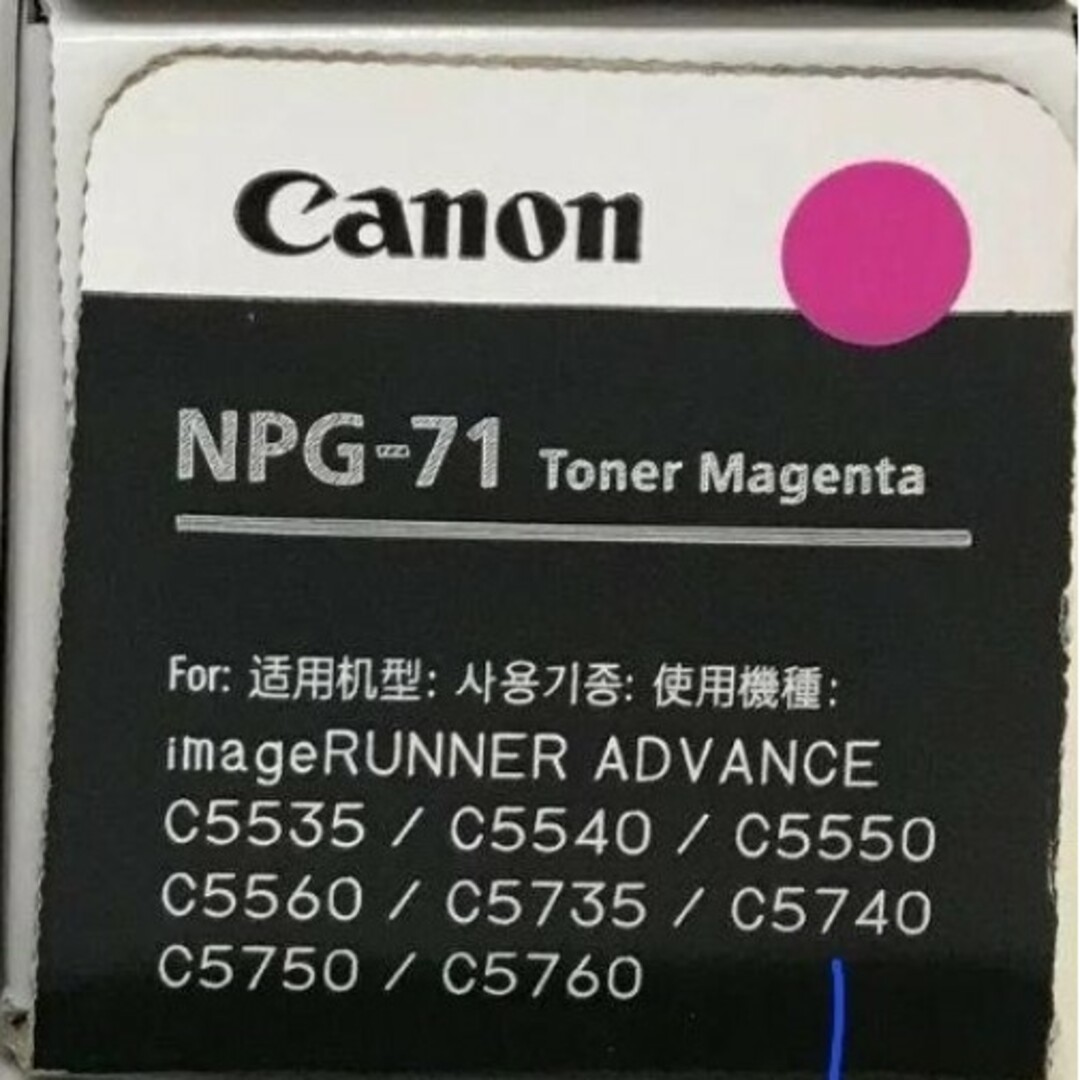 Canon
NPG-71 Toner Magenta
For: 适用机型: 사용기종: 使用機種:
imageRUNNER ADVANCE
C5535 / C5540 / C5550
C5560 / C5735 / C5740
C5750 / C5760